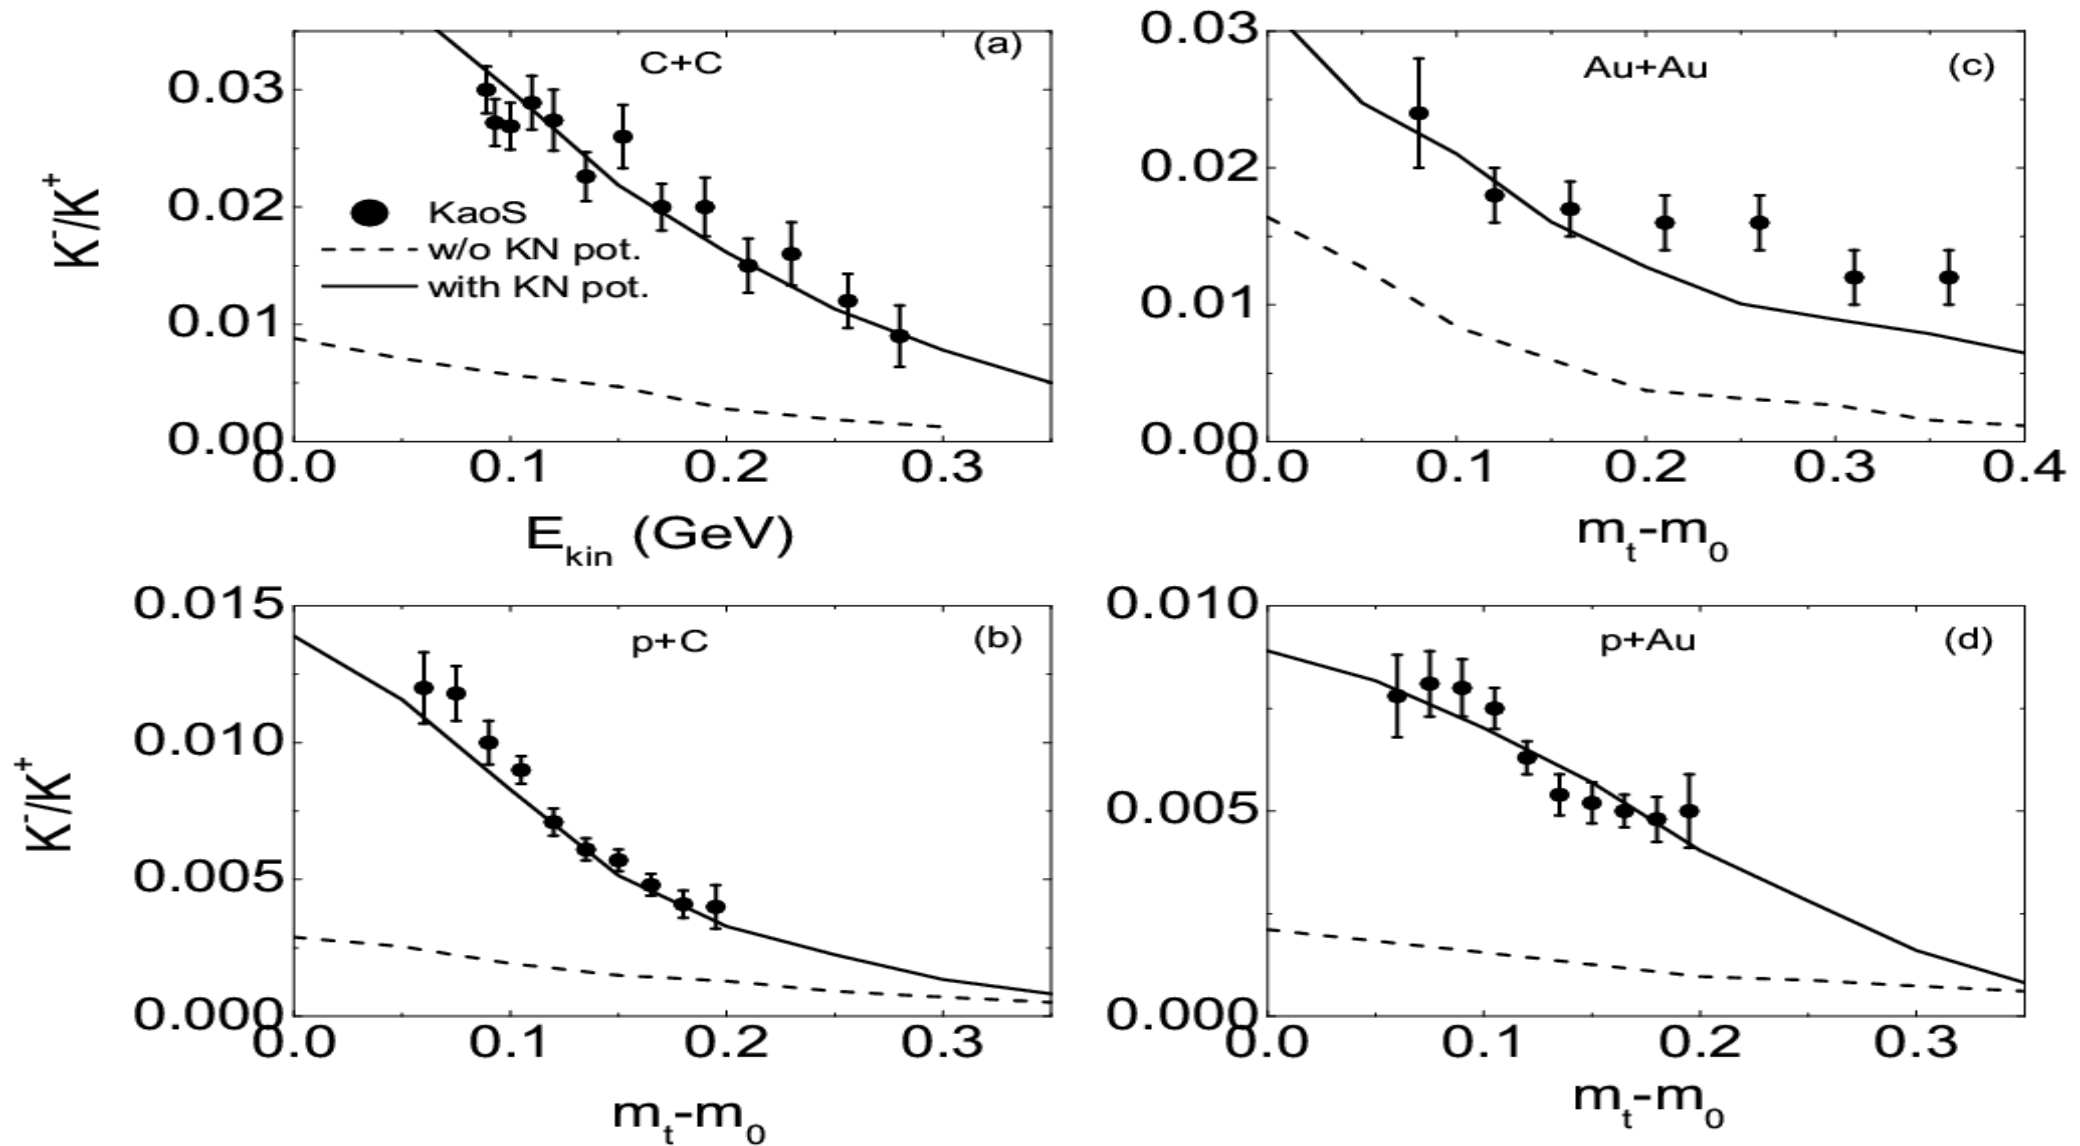 (a)
C+C
0.03
0.02
0.01
0.00
K⁻/K⁺
KaoS
w/o KN pot.
with KN pot.
0.0 0.1 0.2 0.3
E_kin (GeV)
(c)
Au+Au
0.03
0.02
0.01
0.00
0.0 0.1 0.2 0.3 0.4
m_t-m_0
(b)
p+C
0.015
0.010
0.005
0.000
K⁻/K⁺
0.0 0.1 0.2 0.3
m_t-m_0
(d)
p+Au
0.010
0.005
0.000
0.0 0.1 0.2 0.3
m_t-m_0